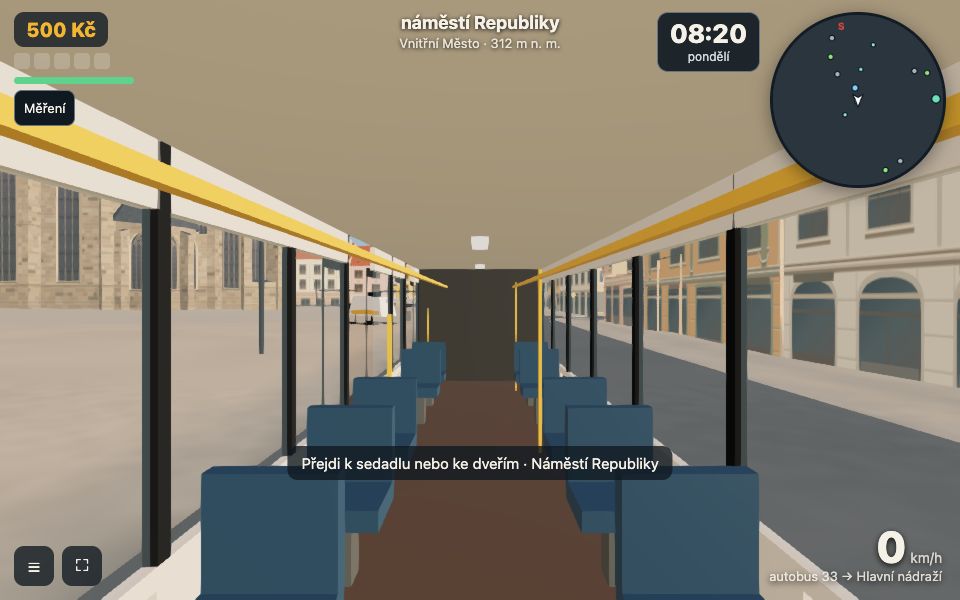 500 Kč
Měření
náměstí Republiky
Vnitřní Město · 312 m n. m.
08:20
pondělí
S
Přejdi k sedadlu nebo ke dveřím · Náměstí Republiky
0 km/h
autobus 33 → Hlavní nádraží